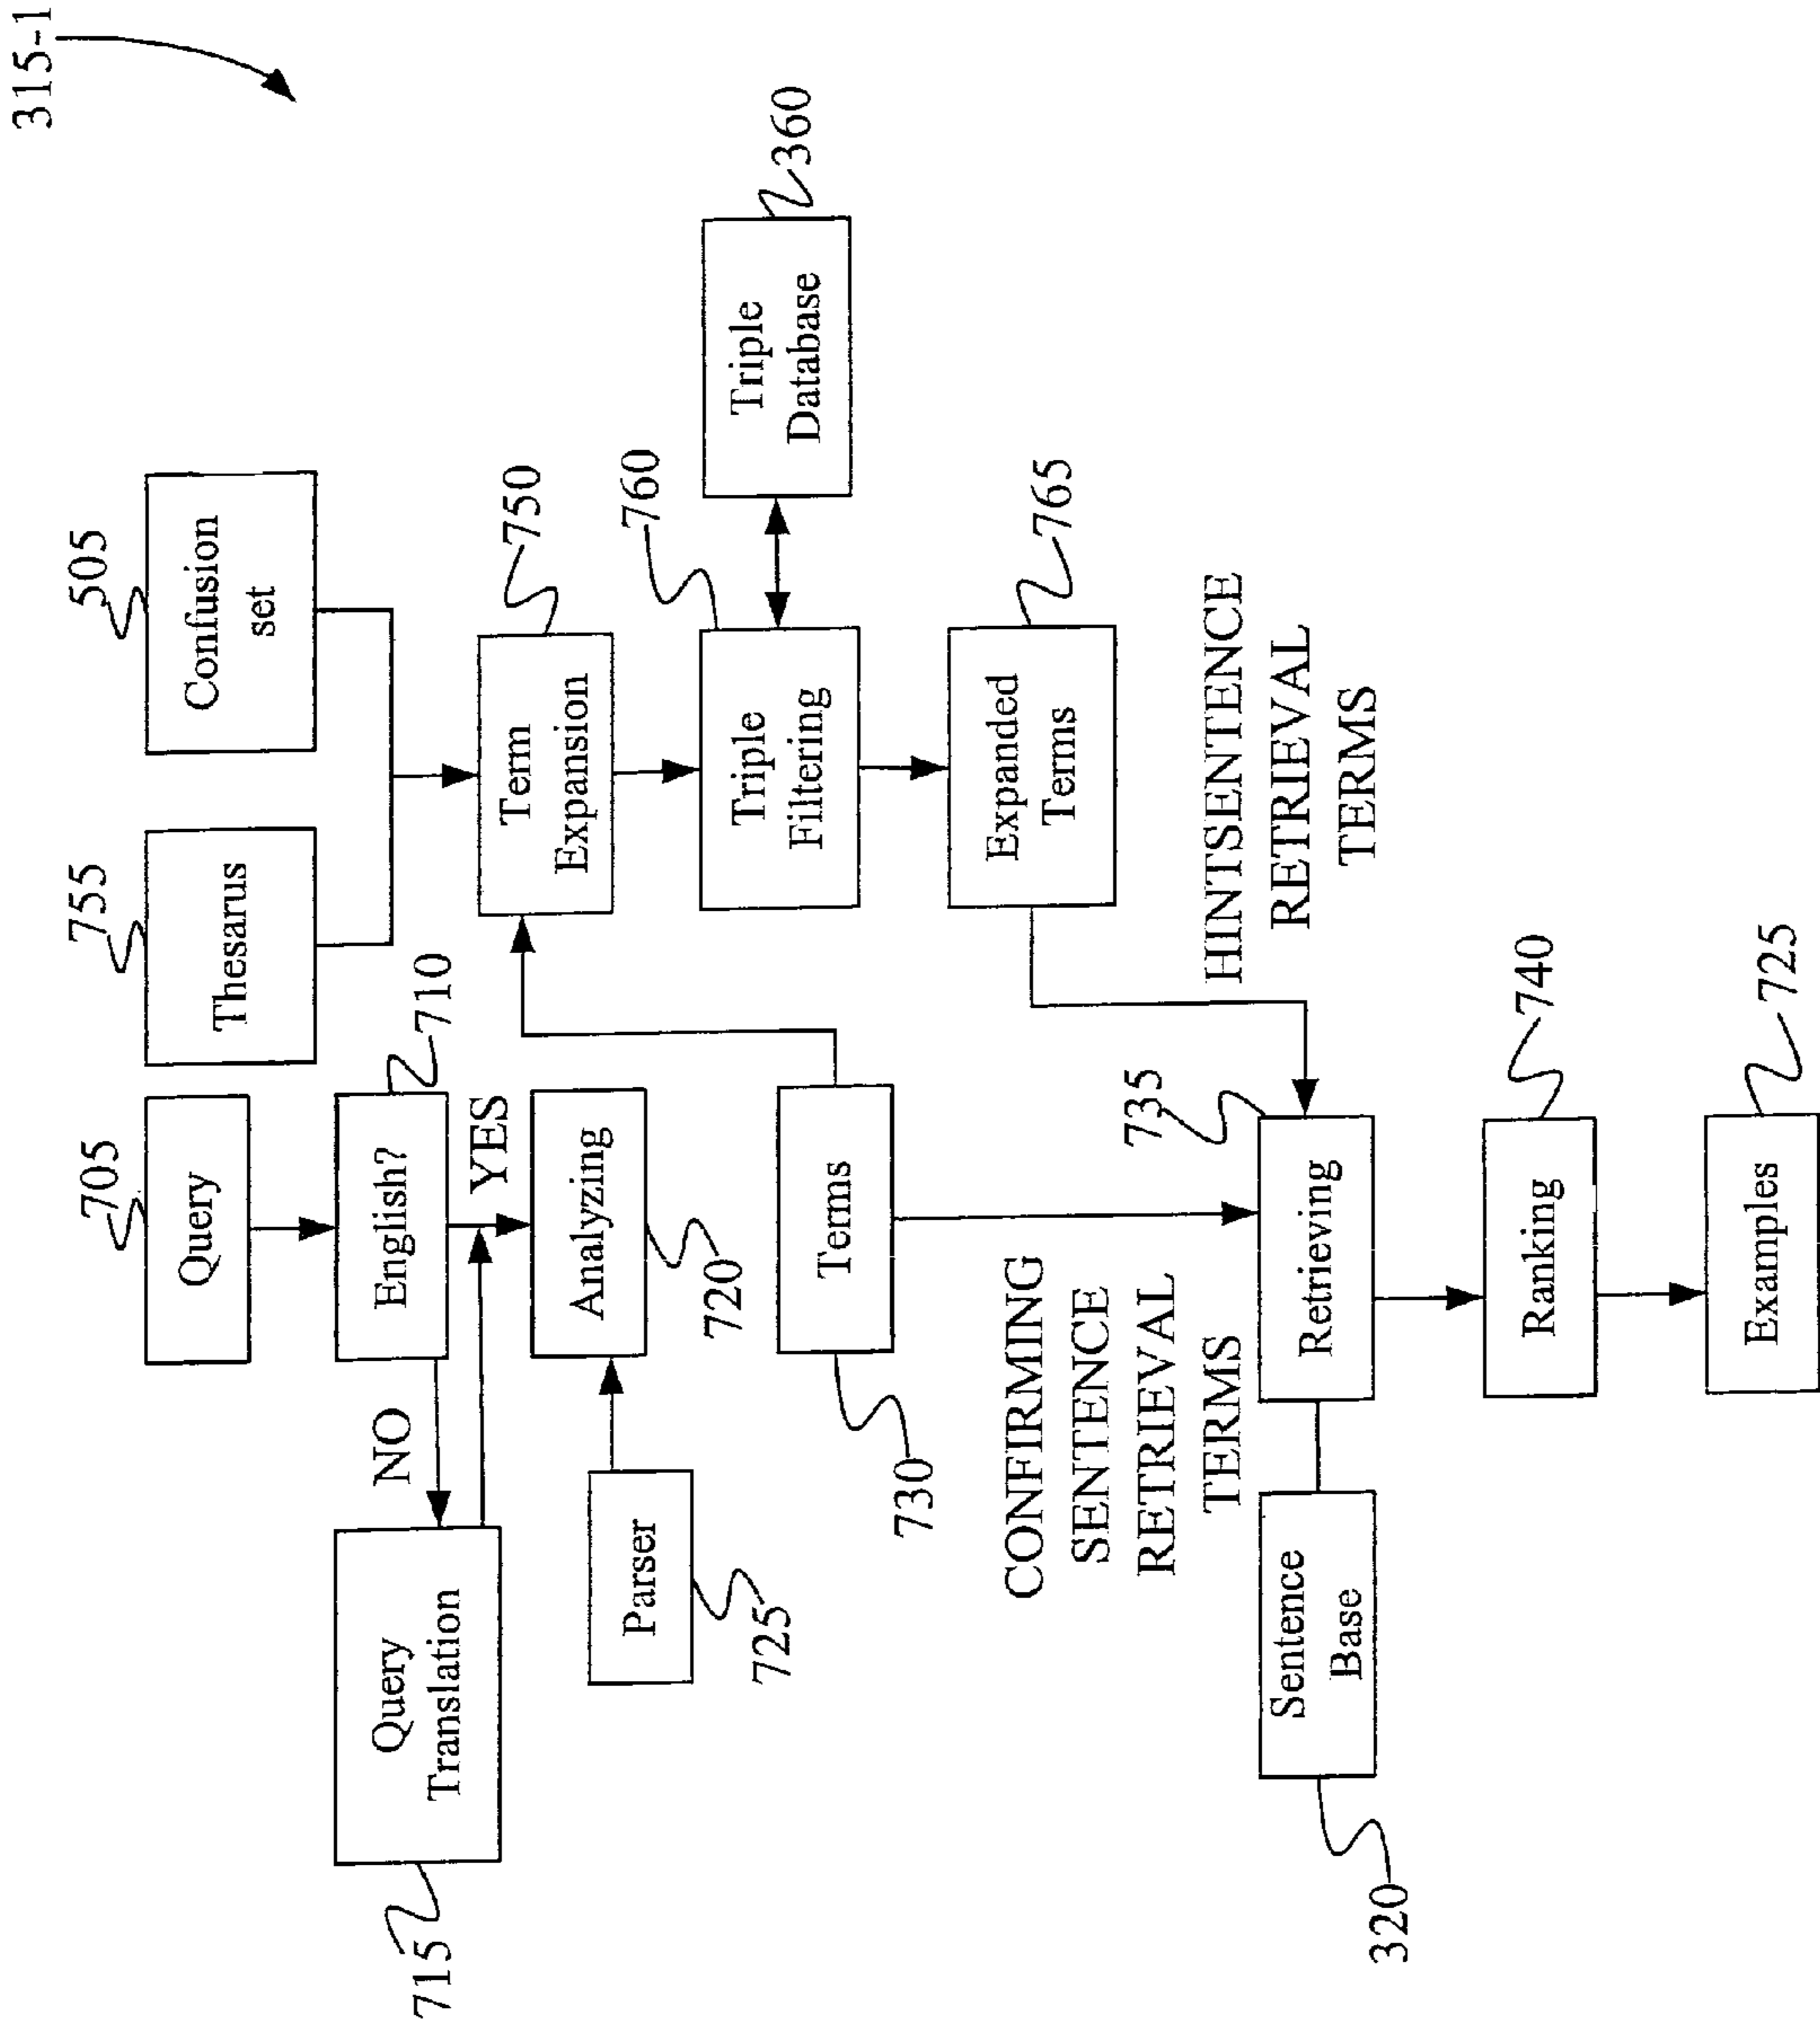 315-1
705
755
505
Query
Thesarus
Confusion
set
710
English?
NO
YES
Query
Translation
715
Analyzing
720
Parser
725
Term
Expansion
750
760
Triple
Filtering
Triple
Database
360
Terms
730
Expanded
Terms
765
CONFIRMING
SENTENCE
RETRIEVAL
TERMS
HINTSENTENCE
RETRIEVAL
TERMS
735
Retrieving
Sentence
Base
320
Ranking
740
Examples
725